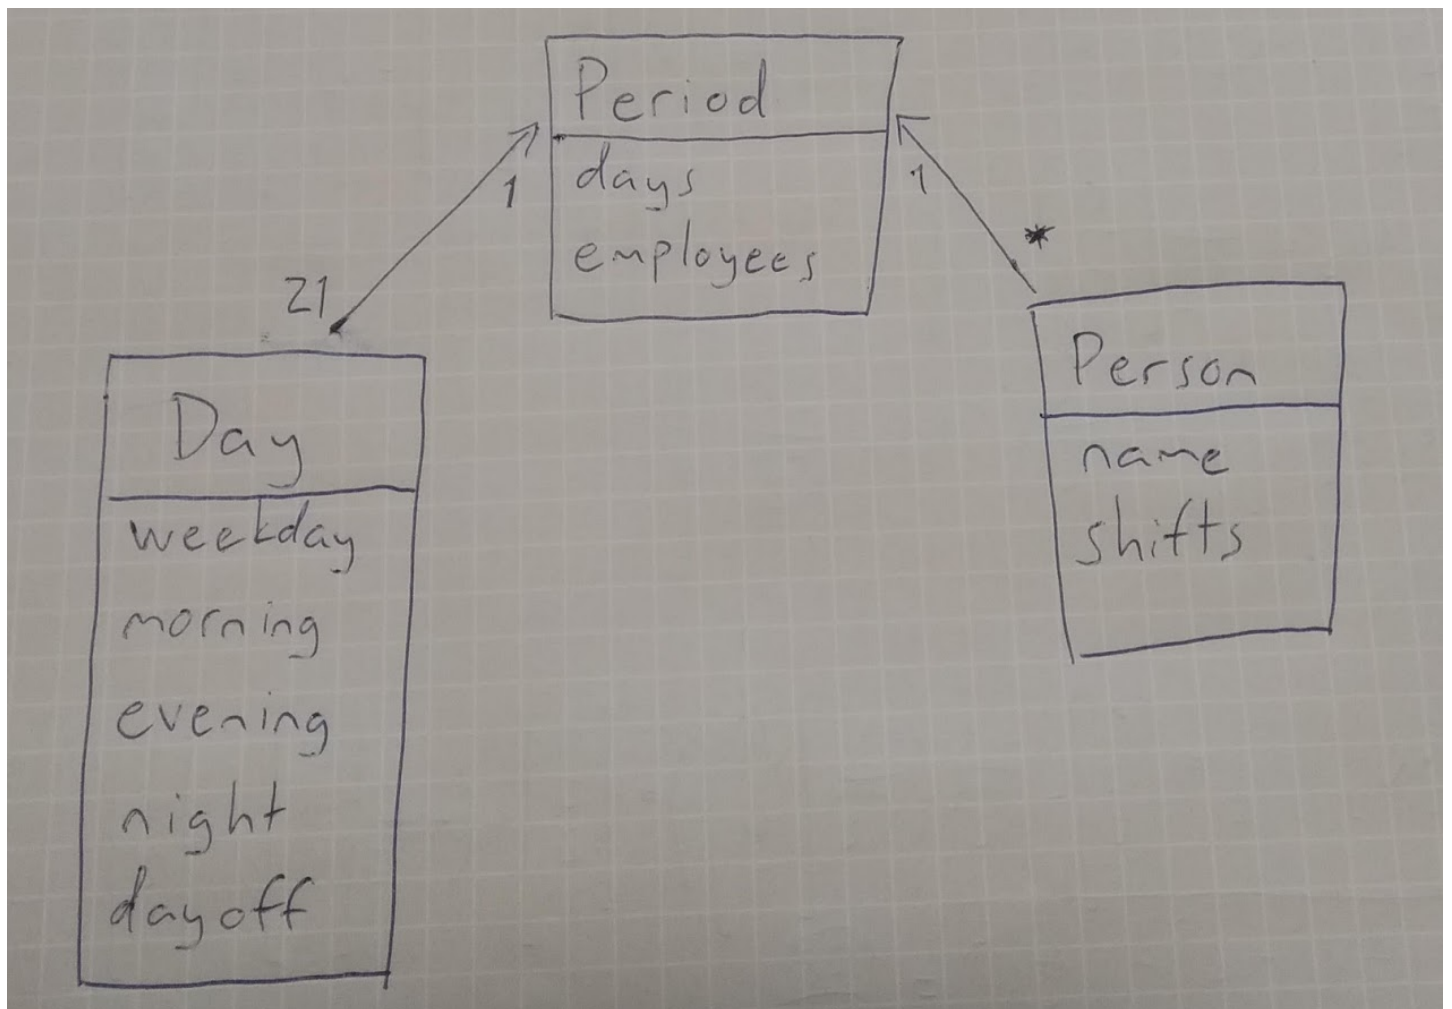 Period
days
employees
1
1
21
*
Day
weekday
morning
evening
night
dayoff
Person
name
shifts